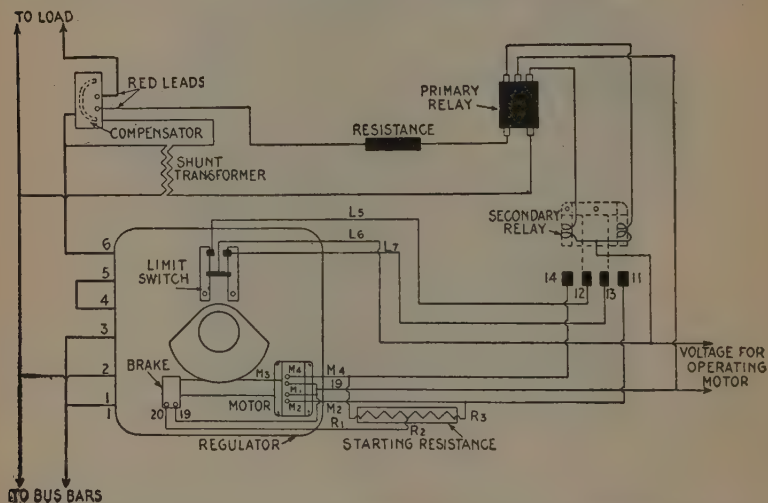 TO LOAD
RED LEADS
COMPENSATOR
SHUNT
TRANSFORMER
RESISTANCE
PRIMARY
RELAY
SECONDARY
RELAY
L5
L6
L7
LIMIT
SWITCH
6
5
4
3
2
1
1
14
12
13
11
VOLTAGE FOR
OPERATING
MOTOR
BRAKE
M3
M4
M1
M2
MOTOR
20
19
M4
19
M2
R1
R2
R3
REGULATOR
STARTING RESISTANCE
TO BUS BARS